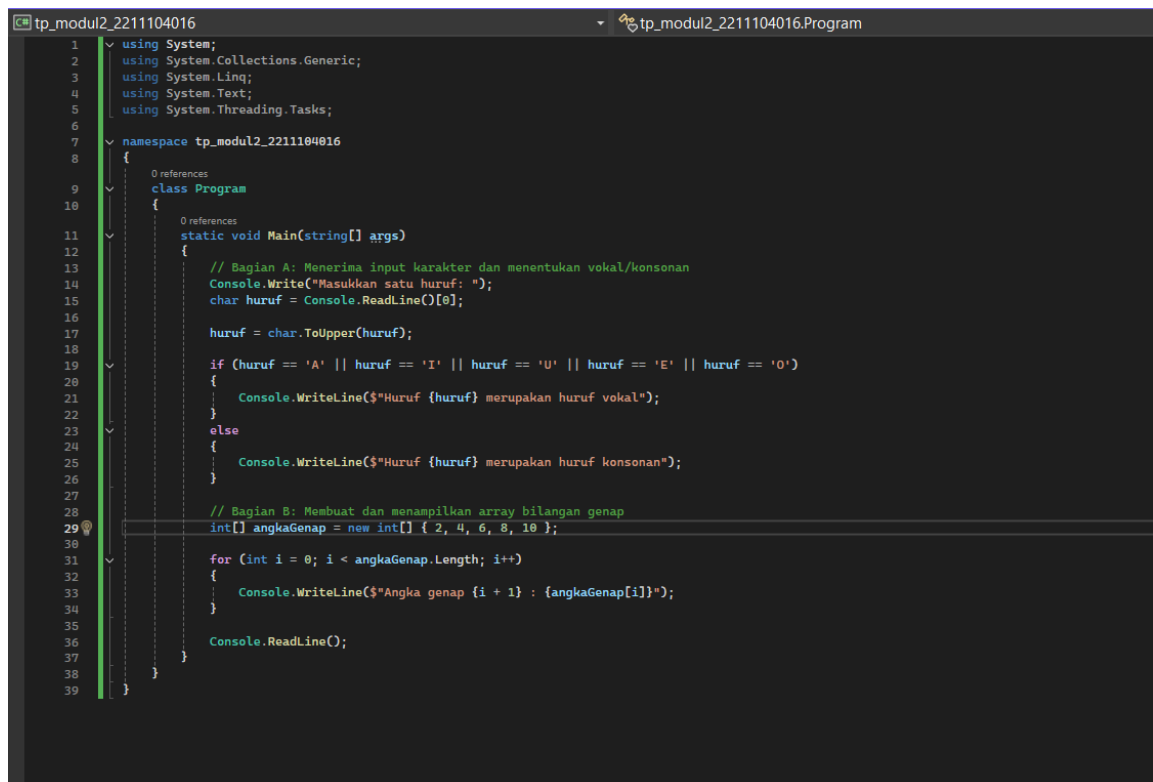 C# tp_modul2_2211104016 tp_modul2_2211104016.Program
1 using System;
2 using System.Collections.Generic;
3 using System.Linq;
4 using System.Text;
5 using System.Threading.Tasks;
6
7 namespace tp_modul2_2211104016
8 {
0 references
9 class Program
10 {
0 references
11 static void Main(string[] args)
12 {
13 // Bagian A: Menerima input karakter dan menentukan vokal/konsonan
14 Console.Write("Masukkan satu huruf: ");
15 char huruf = Console.ReadLine()[0];
16
17 huruf = char.ToUpper(huruf);
18
19 if (huruf == 'A' || huruf == 'I' || huruf == 'U' || huruf == 'E' || huruf == 'O')
20 {
21 Console.WriteLine($"Huruf {huruf} merupakan huruf vokal");
22 }
23 else
24 {
25 Console.WriteLine($"Huruf {huruf} merupakan huruf konsonan");
26 }
27
28 // Bagian B: Membuat dan menampilkan array bilangan genap
29 int[] angkaGenap = new int[] { 2, 4, 6, 8, 10 };
30
31 for (int i = 0; i < angkaGenap.Length; i++)
32 {
33 Console.WriteLine($"Angka genap {i + 1} : {angkaGenap[i]}");
34 }
35
36 Console.ReadLine();
37 }
38 }
39 }